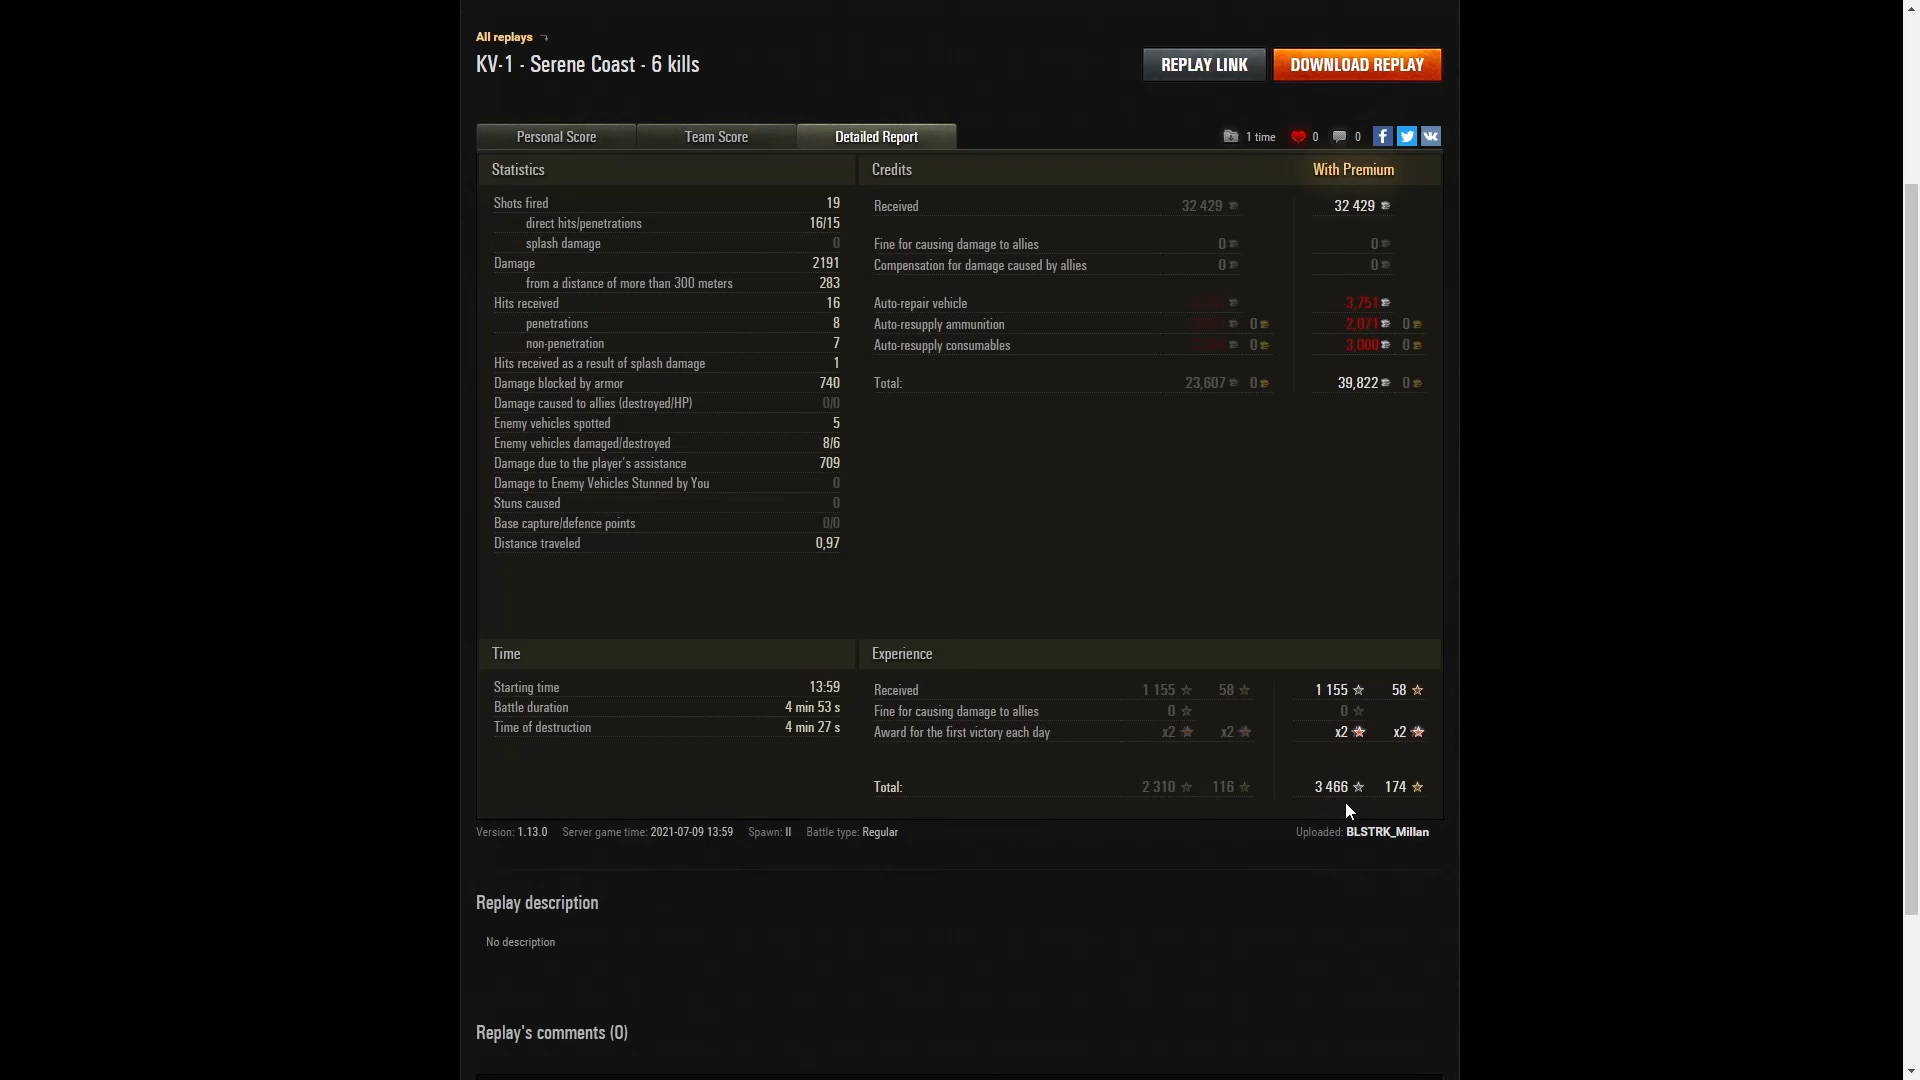 All replays
KV-1 - Serene Coast - 6 kills
REPLAY LINK
DOWNLOAD REPLAY
Personal Score
Team Score
Detailed Report
1 time
0
0
Statistics
Shots fired 19
direct hits/penetrations 16/15
splash damage 0
Damage 2191
from a distance of more than 300 meters 283
Hits received 16
penetrations 8
non-penetration 7
Hits received as a result of splash damage 1
Damage blocked by armor 740
Damage caused to allies (destroyed/HP) 0/0
Enemy vehicles spotted 5
Enemy vehicles damaged/destroyed 8/6
Damage due to the player's assistance 709
Damage to Enemy Vehicles Stunned by You 0
Stuns caused 0
Base capture/defence points 0/0
Distance traveled 0,97
Credits With Premium
Received 32 429 32 429
Fine for causing damage to allies 0 0
Compensation for damage caused by allies 0 0
Auto-repair vehicle -3,751
Auto-resupply ammunition 0 -2,071 0
Auto-resupply consumables 0 -3,000 0
Total: 23,607 0 39,822 0
Time
Starting time 13:59
Battle duration 4 min 53 s
Time of destruction 4 min 27 s
Experience
Received 1 155 58 1 155 58
Fine for causing damage to allies 0 0
Award for the first victory each day x2 x2 x2 x2
Total: 2 310 116 3 466 174
Version: 1.13.0 Server game time: 2021-07-09 13:59 Spawn: II Battle type: Regular
Uploaded: BLSTRK_Millan
Replay description
No description
Replay's comments (0)